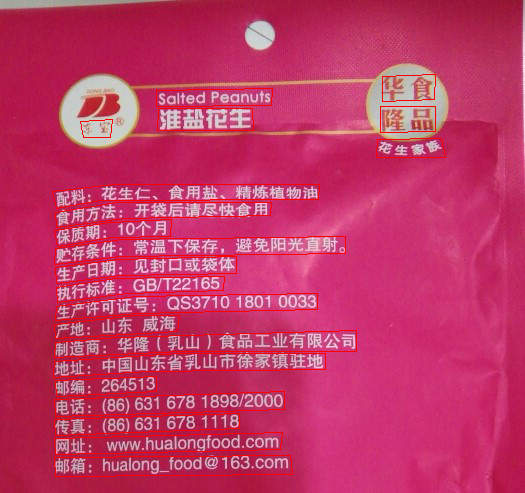 DONG BAO
东宝®
Salted Peanuts
淮盐花生
华食
隆品
花生家族
配料：花生仁、食用盐、精炼植物油
食用方法：开袋后请尽快食用
保质期：10个月
贮存条件：常温下保存，避免阳光直射。
生产日期：见封口或袋体
执行标准：GB/T22165
生产许可证号：QS3710 1801 0033
产地：山东 威海
制造商：华隆（乳山）食品工业有限公司
地址：中国山东省乳山市徐家镇驻地
邮编：264513
电话：(86) 631 678 1898/2000
传真：(86) 631 678 1118
网址：www.hualongfood.com
邮箱：hualong_food@163.com